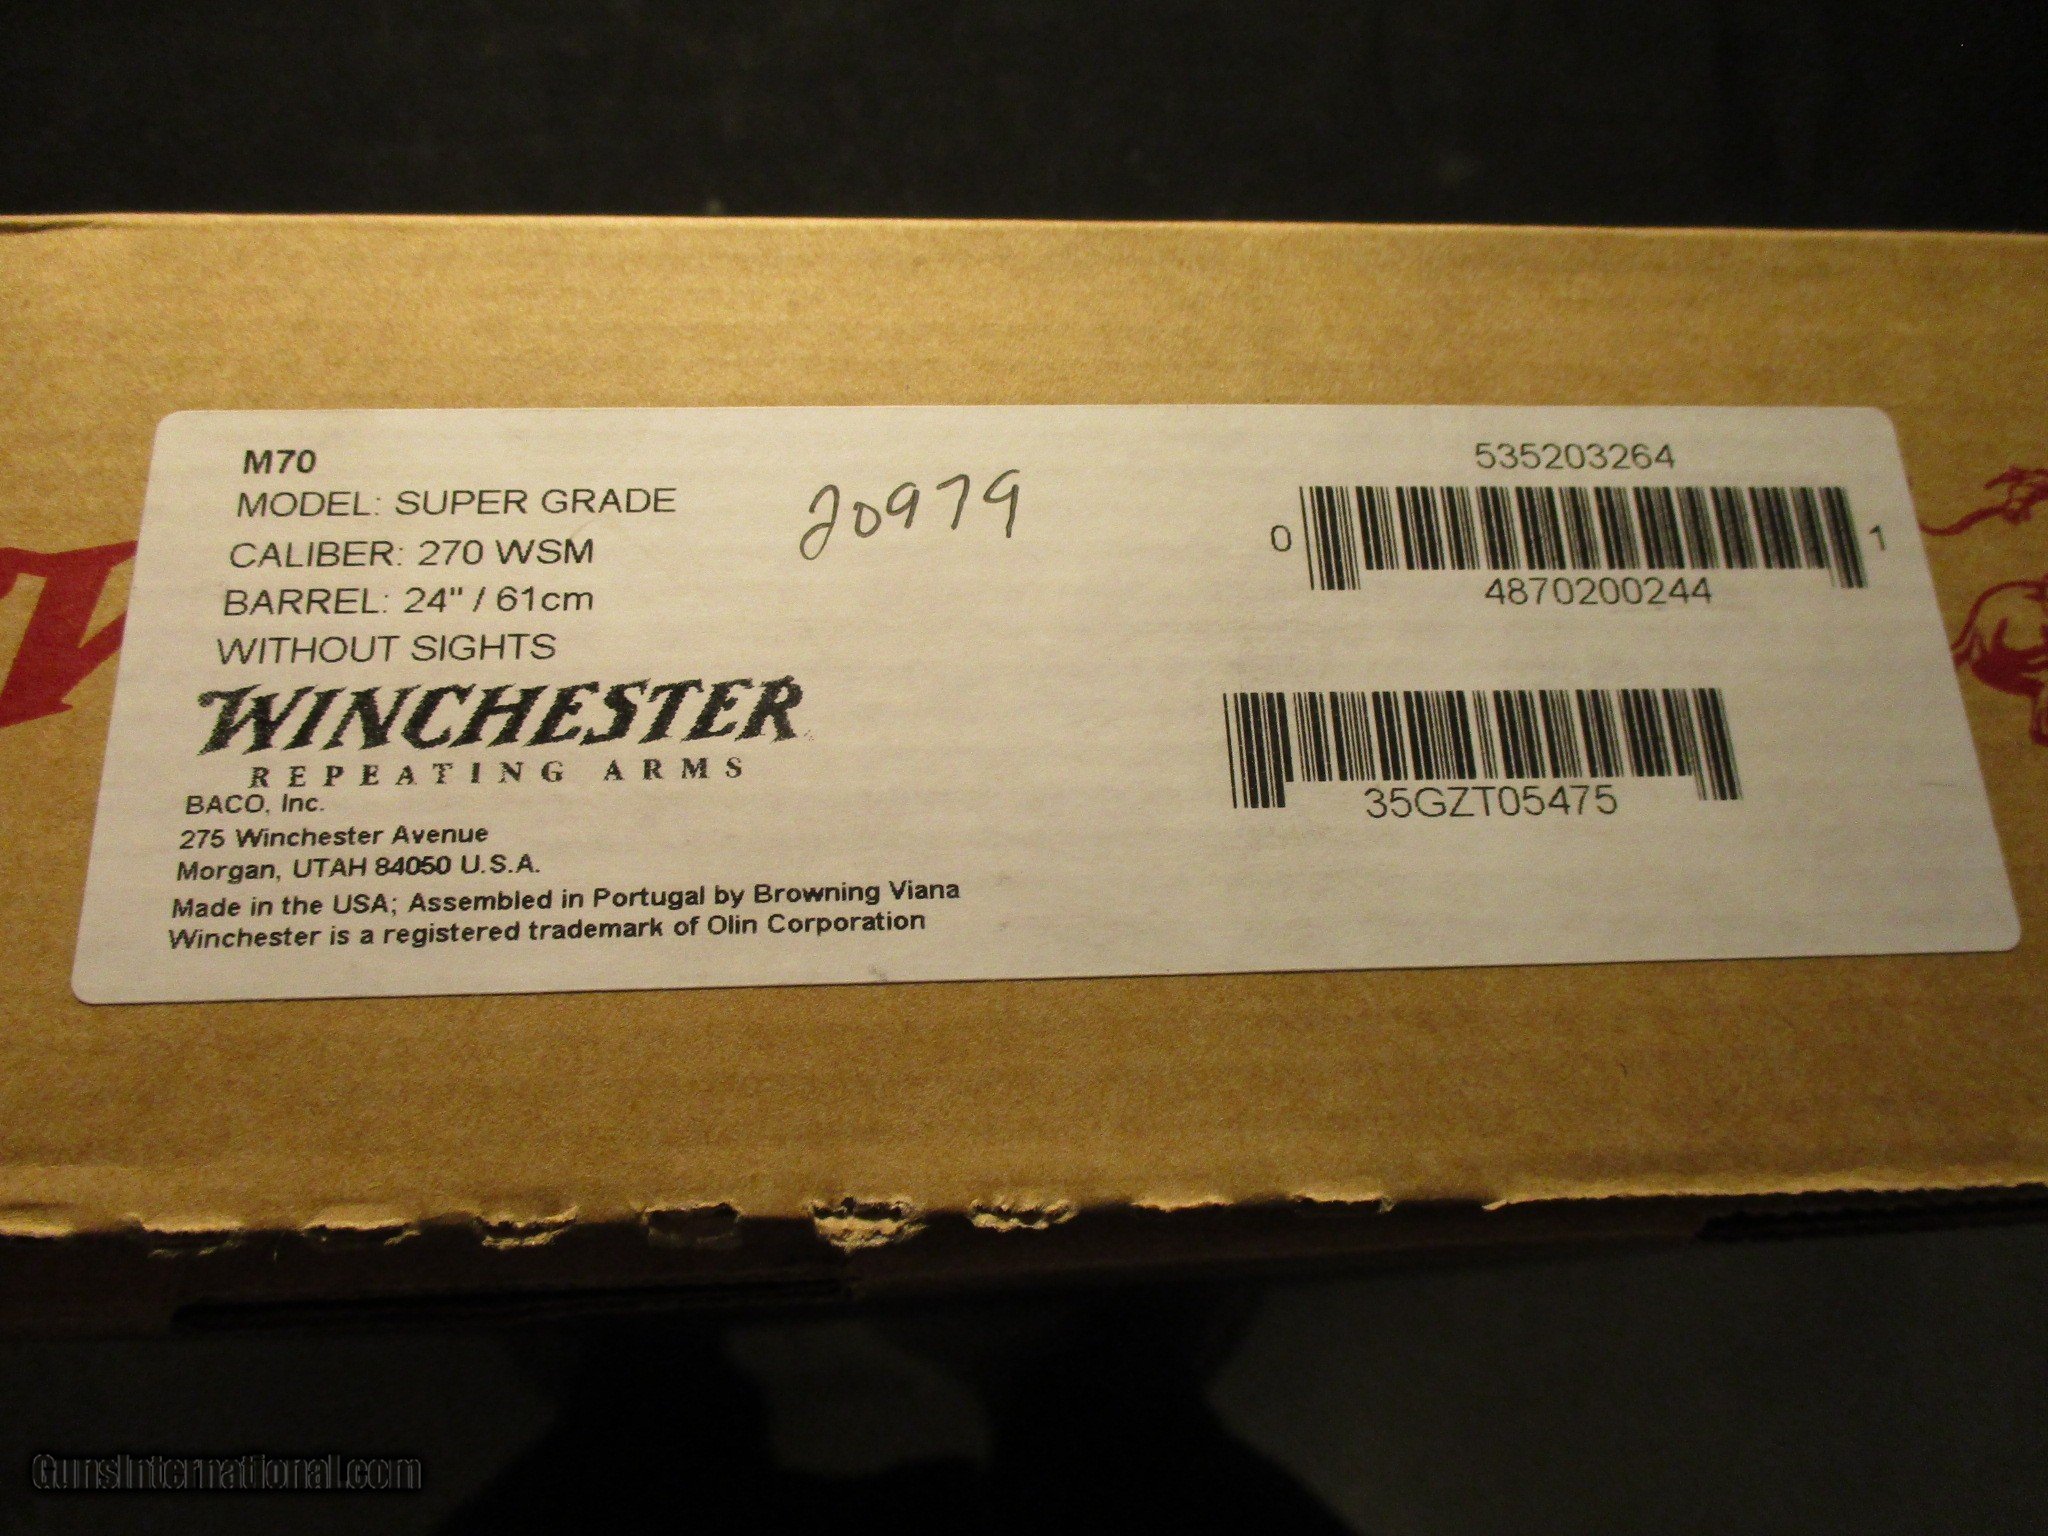 M70
MODEL: SUPER GRADE
CALIBER: 270 WSM
BARREL: 24" / 61cm
WITHOUT SIGHTS
WINCHESTER
REPEATING ARMS
BACO, Inc.
275 Winchester Avenue
Morgan, UTAH 84050 U.S.A.
Made in the USA; Assembled in Portugal by Browning Viana
Winchester is a registered trademark of Olin Corporation
20979
535203264
0 4870200244 1
35GZT05475
GunsInternational.com